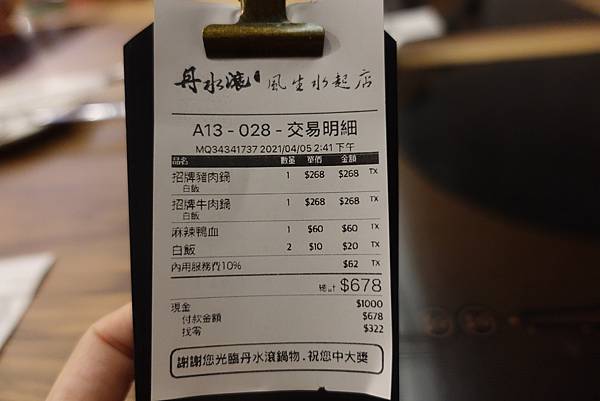 丹水滾 風生水起店
A13 - 028 - 交易明細
MQ34341737 2021/04/05 2:41 下午
品名 數量 單價 金額
招牌豬肉鍋 1 $268 $268 TX
白飯
招牌牛肉鍋 1 $268 $268 TX
白飯
麻辣鴨血 1 $60 $60 TX
白飯 2 $10 $20 TX
內用服務費10% $62 TX
總計 $678
現金 $1000
付款金額 $678
找零 $322
謝謝您光臨丹水滾鍋物.祝您中大獎